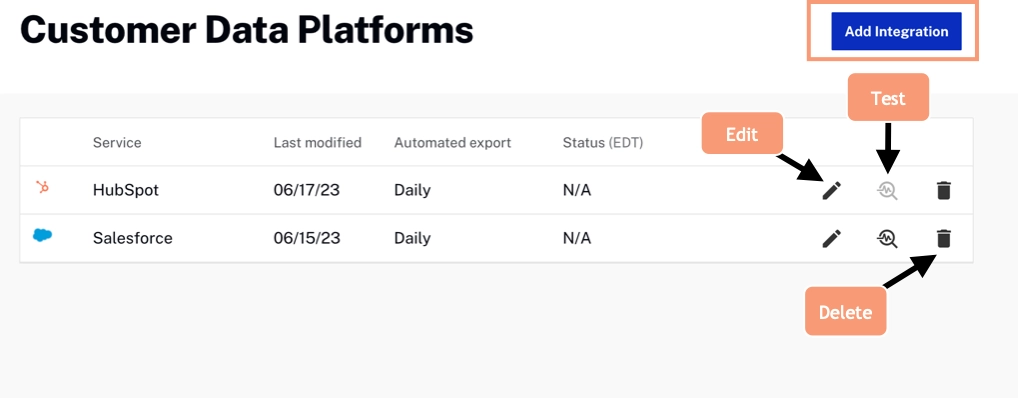 Customer Data Platforms
Add Integration
Test
Edit
Service Last modified Automated export Status (EDT)
HubSpot 06/17/23 Daily N/A
Salesforce 06/15/23 Daily N/A
Delete